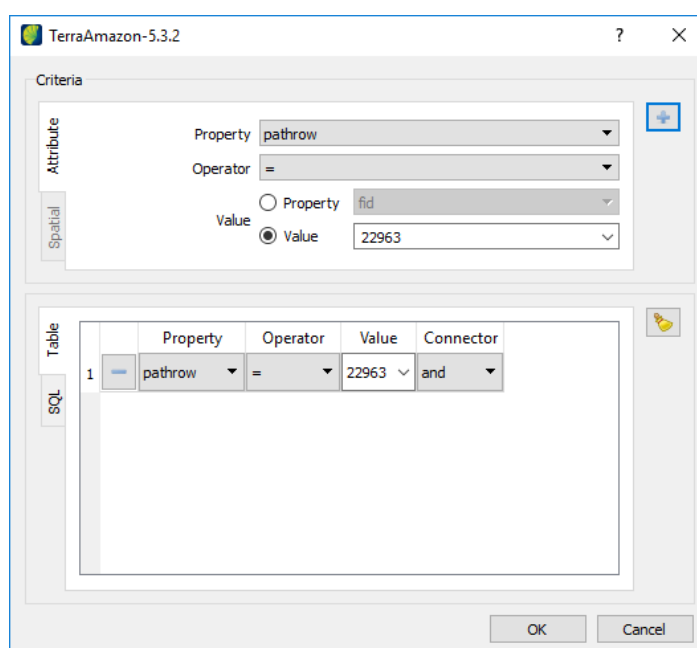 TerraAmazon-5.3.2 ?
Criteria
Attribute
Spatial
Property pathrow
Operator =
Value
Property fid
Value 22963
Table
SQL
Property Operator Value Connector
1 pathrow = 22963 and
OK Cancel